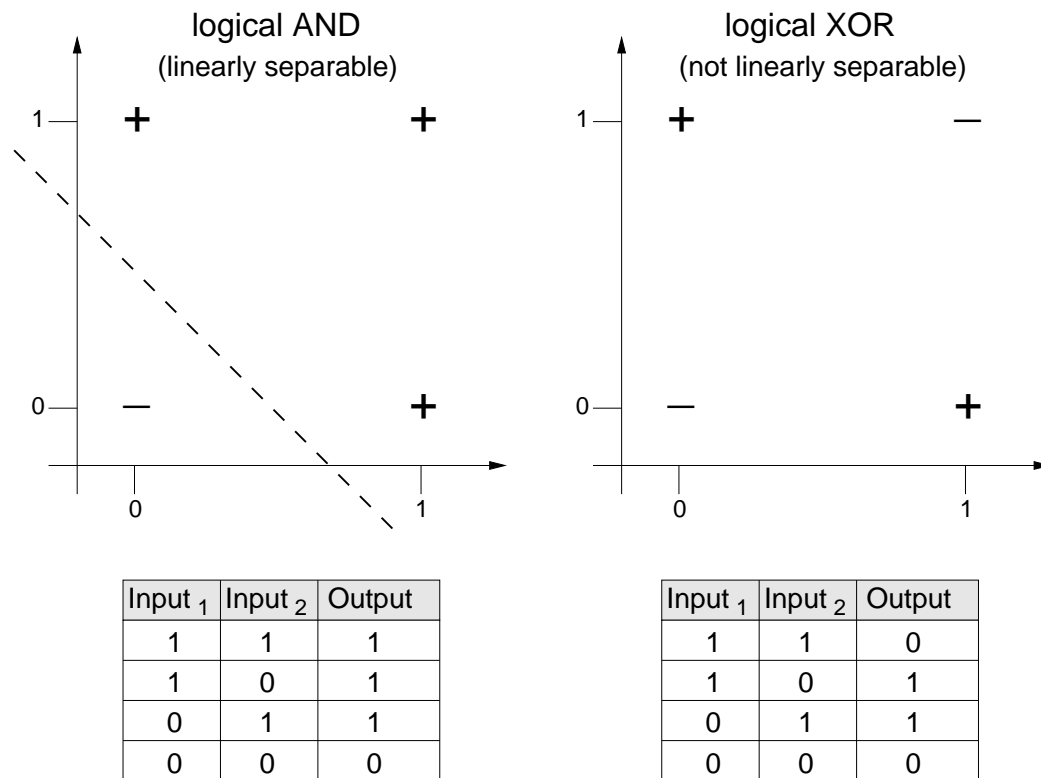 logical AND
(linearly separable)
1
0
0
1
logical XOR
(not linearly separable)
1
0
0
1
Input 1 Input 2 Output
1 1 1
1 0 1
0 1 1
0 0 0
Input 1 Input 2 Output
1 1 0
1 0 1
0 1 1
0 0 0